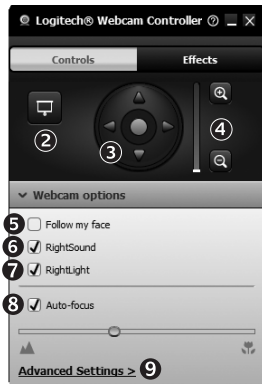 Logitech® Webcam Controller
Controls Effects
2
3
4
Webcam options
5 Follow my face
6 RightSound
7 RightLight
8 Auto-focus
Advanced Settings > 9